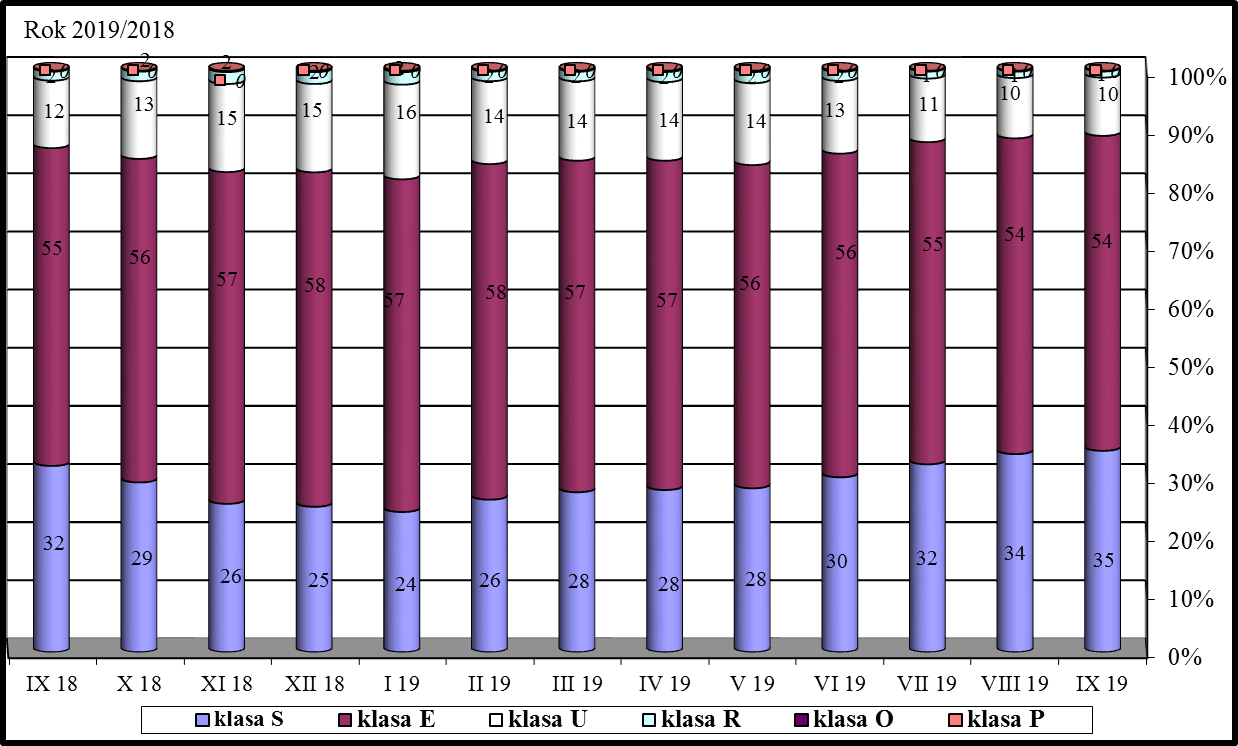 Rok 2019/2018
100%
90%
80%
70%
60%
50%
40%
30%
20%
10%
0%
12 13 15 15 16 14 14 14 14 13 11 10 10
55 56 57 58 57 58 57 57 56 56 55 54 54
32 29 26 25 24 26 28 28 28 30 32 34 35
IX 18 X 18 XI 18 XII 18 I 19 II 19 III 19 IV 19 V 19 VI 19 VII 19 VIII 19 IX 19
klasa S klasa E klasa U klasa R klasa O klasa P